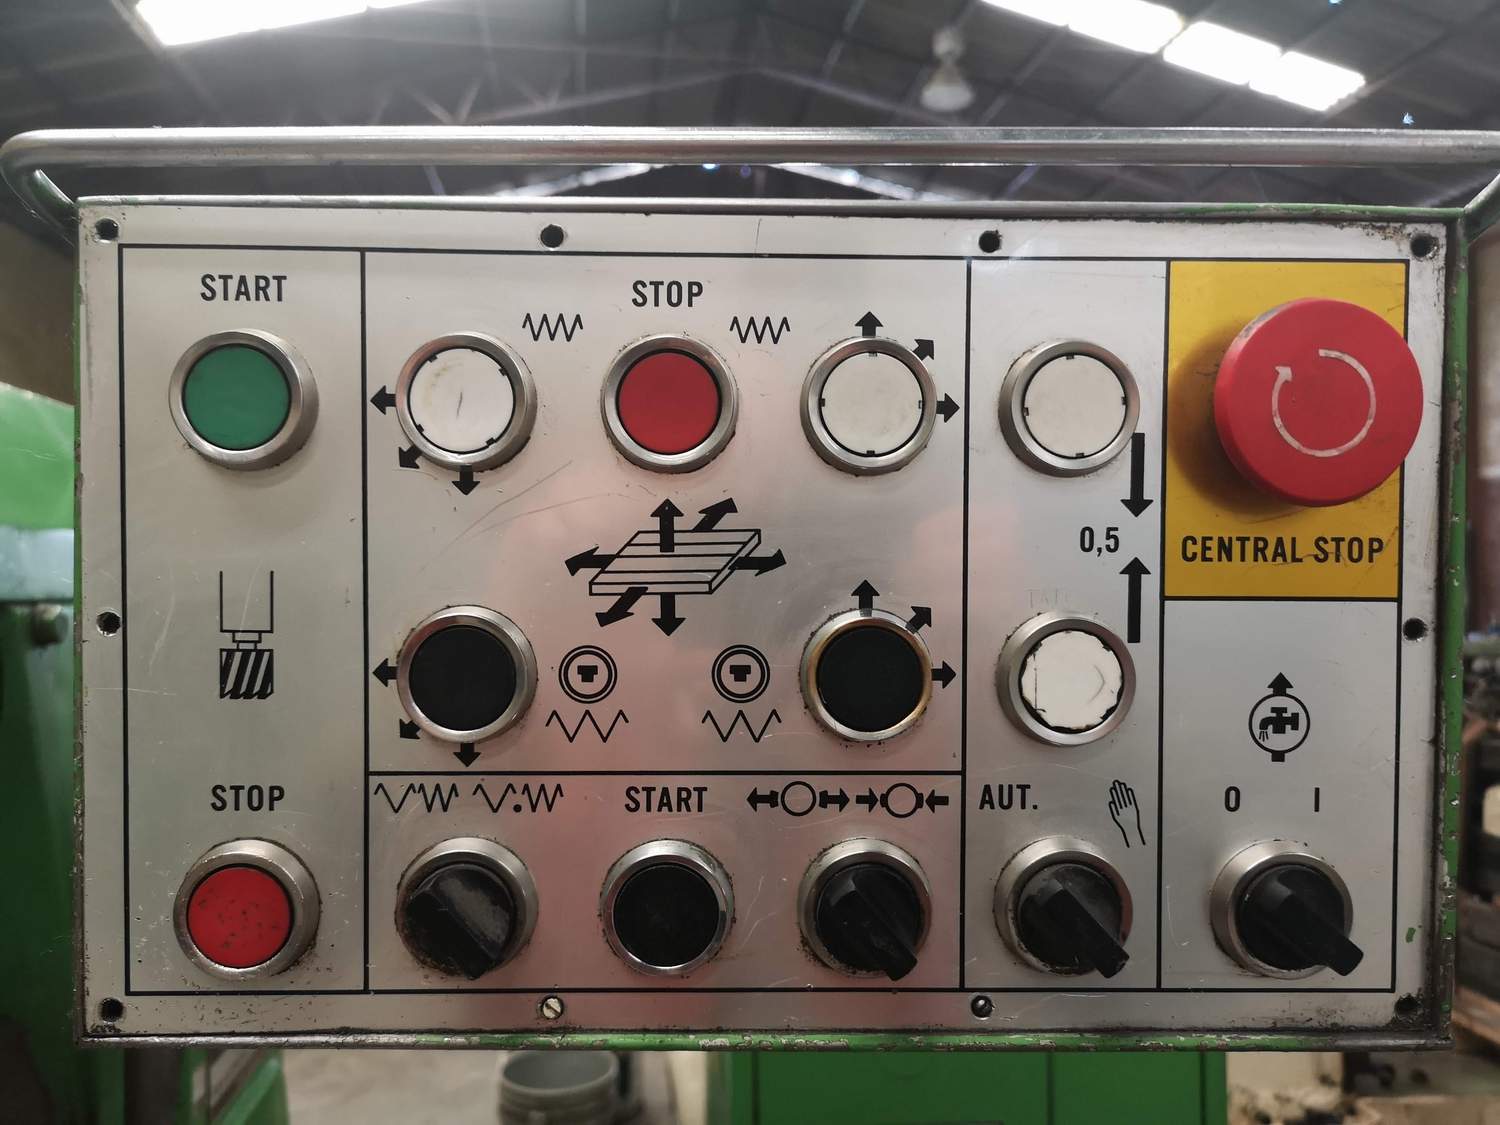 START
STOP
0,5
CENTRAL STOP
STOP
START
AUT.
0 I